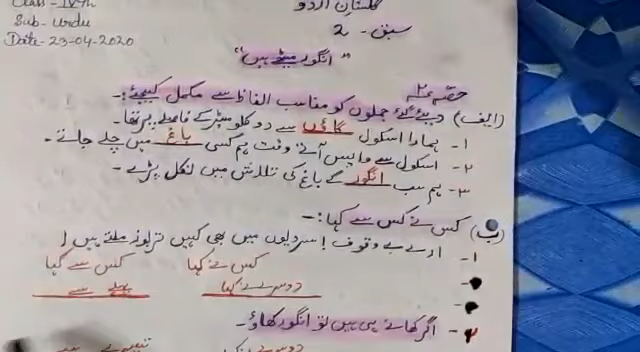 Class- IVth
Sub- Urdu
Date- 23-04-2020
گلستانِ اردو
سبق - 2
"انگور میٹھے ہیں"
حصّہ ۲
(الف) دیے گئے جملوں کو مناسب الفاظ سے مکمل کیجیے:-
۱- ہمارا اسکول گاؤں سے دو کلومیٹر کے فاصلے پر تھا-
۲- اسکول سے واپس آتے وقت ہم کسی باغ میں چلے جاتے-
۳- ہم سب انگور کے باغ کی تلاش میں نکل پڑے-
(ب) کس نے کس سے کہا:-
۱- ارے بے وقوف! سردیوں میں بھی کہیں تربوز ملتے ہیں!
کس نے کہا کس سے کہا
دوسرے نے کہا پہلے سے
۲- اگر کھانے ہی ہیں تو انگور کھاؤ-